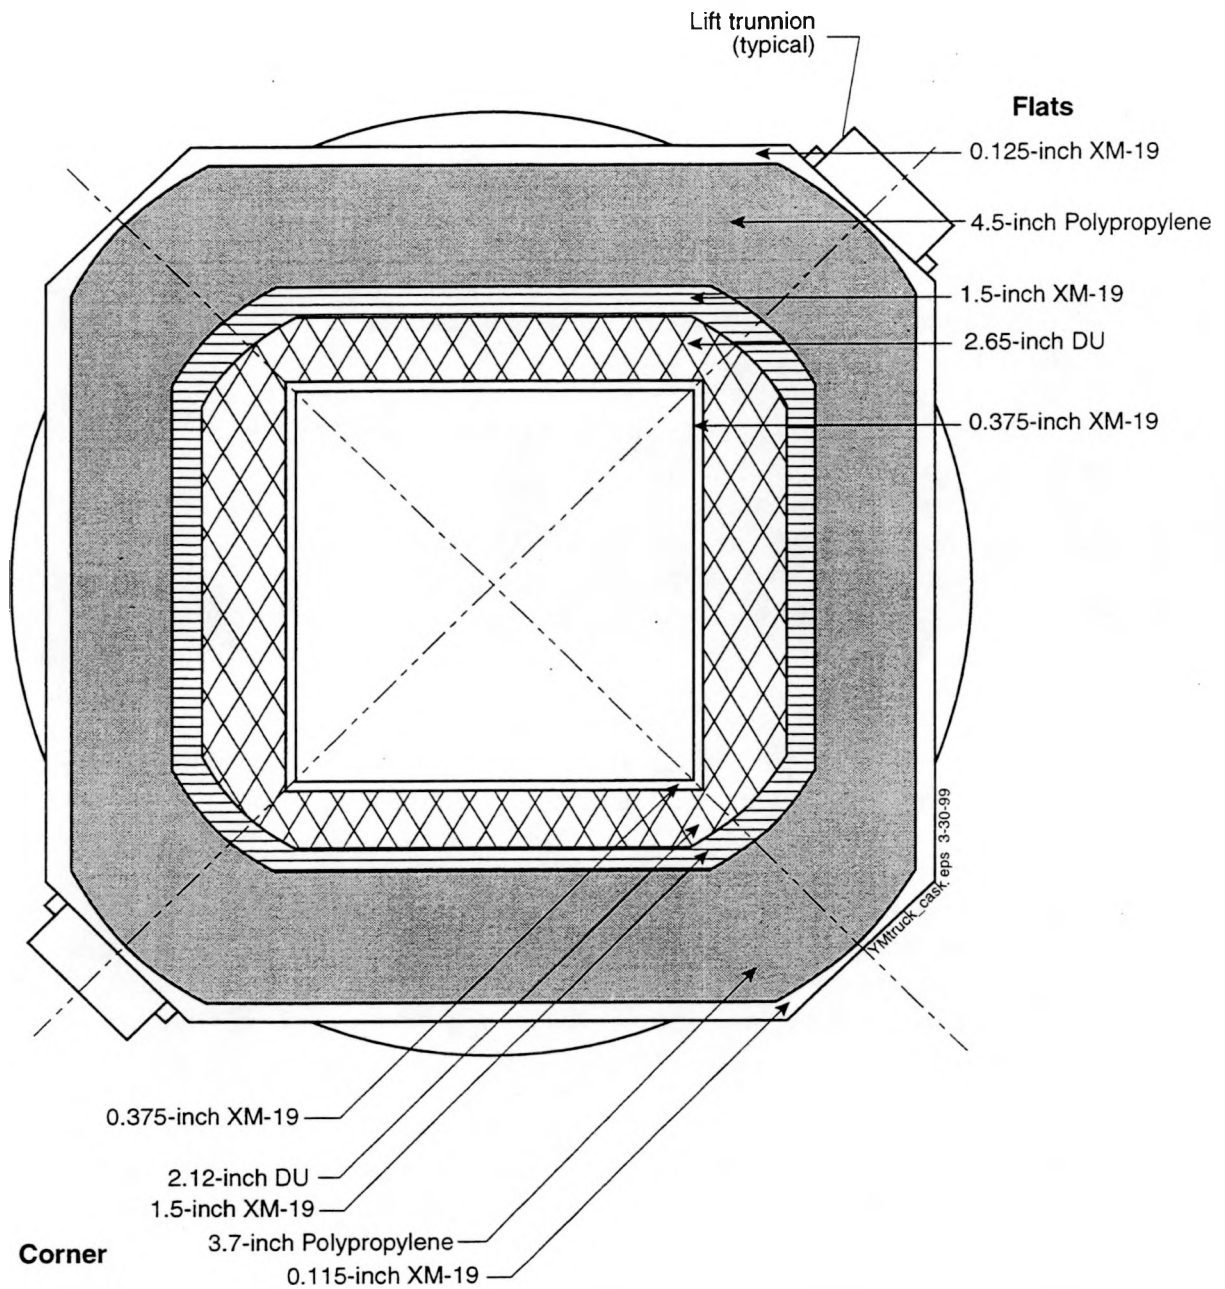 Lift trunnion
(typical)
Flats
0.125-inch XM-19
4.5-inch Polypropylene
1.5-inch XM-19
2.65-inch DU
0.375-inch XM-19
YMtruck_cask.eps 3-30-99
0.375-inch XM-19
2.12-inch DU
1.5-inch XM-19
3.7-inch Polypropylene
Corner
0.115-inch XM-19